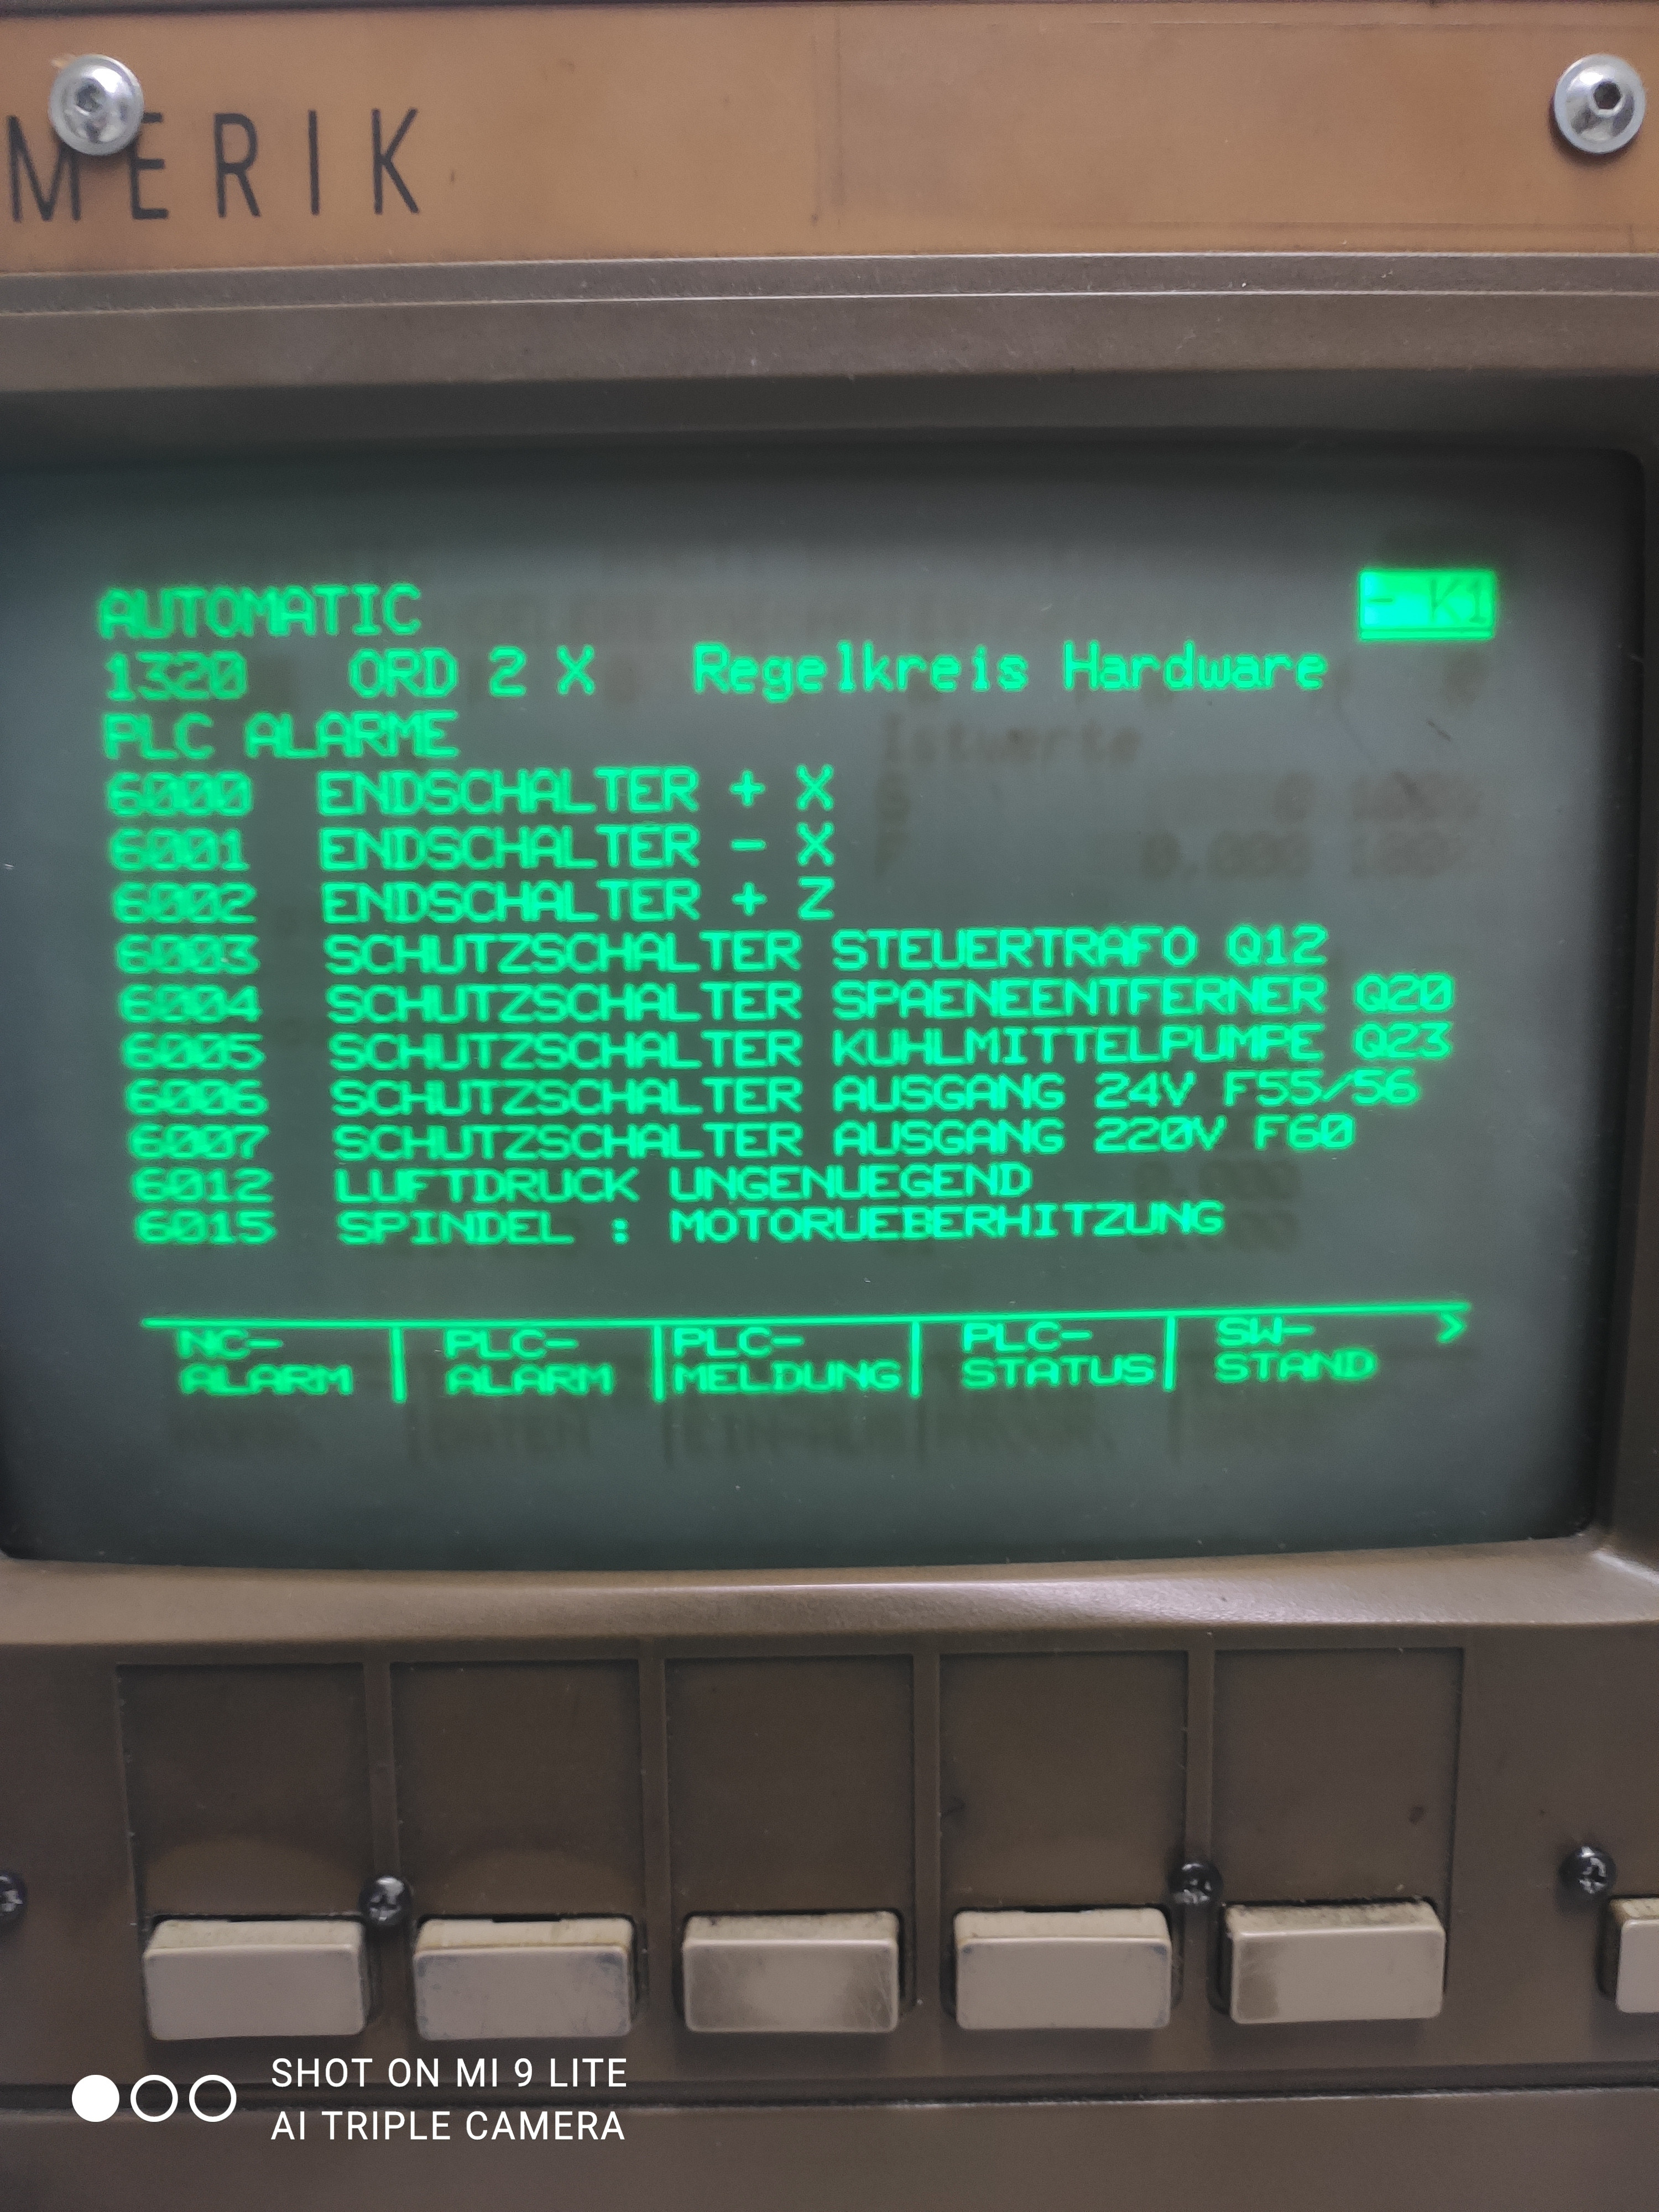 MERIK
AUTOMATIC
- K1
1320 ORD 2 X Regelkreis Hardware
PLC ALARME
6000 ENDSCHALTER + X
6001 ENDSCHALTER - X
6002 ENDSCHALTER + Z
6003 SCHUTZSCHALTER STEUERTRAFO Q12
6004 SCHUTZSCHALTER SPAENEENTFERNER Q20
6005 SCHUTZSCHALTER KUHLMITTELPUMPE Q23
6006 SCHUTZSCHALTER AUSGANG 24V F55/56
6007 SCHUTZSCHALTER AUSGANG 220V F60
6012 LUFTDRUCK UNGENUEGEND
6015 SPINDEL : MOTORUEBERHITZUNG
NC- PLC- PLC- PLC- SW- >
ALARM ALARM MELDUNG STATUS STAND
SHOT ON MI 9 LITE
AI TRIPLE CAMERA